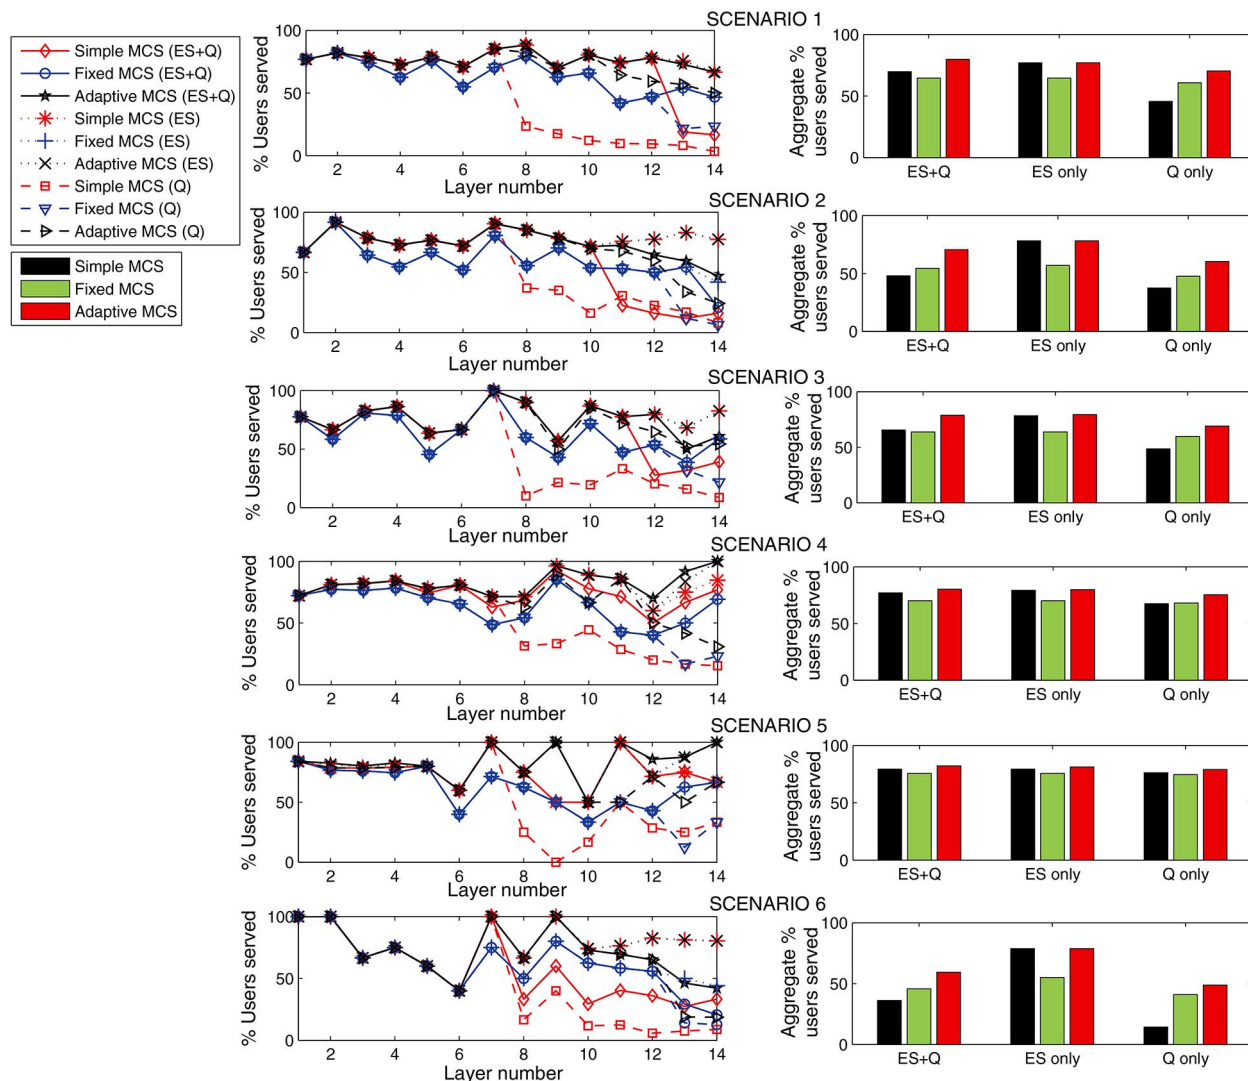 Simple MCS (ES+Q)
Fixed MCS (ES+Q)
Adaptive MCS (ES+Q)
Simple MCS (ES)
Fixed MCS (ES)
Adaptive MCS (ES)
Simple MCS (Q)
Fixed MCS (Q)
Adaptive MCS (Q)
Simple MCS
Fixed MCS
Adaptive MCS
SCENARIO 1
% Users served
100
50
0
1 2 3 4 5 6 7 8 9 10 11 12 13 14
Layer number
Aggregate %
users served
100
50
0
ES+Q ES only Q only
SCENARIO 2
% Users served
100
50
0
2 4 6 8 10 12 14
Layer number
Aggregate %
users served
100
50
0
ES+Q ES only Q only
SCENARIO 3
% Users served
100
50
0
2 4 6 8 10 12 14
Layer number
Aggregate %
users served
100
50
0
ES+Q ES only Q only
SCENARIO 4
% Users served
100
50
0
2 4 6 8 10 12 14
Layer number
Aggregate %
users served
100
50
0
ES+Q ES only Q only
SCENARIO 5
% Users served
100
50
0
2 4 6 8 10 12 14
Layer number
Aggregate %
users served
100
50
0
ES+Q ES only Q only
SCENARIO 6
% Users served
100
50
0
2 4 6 8 10 12 14
Layer number
Aggregate %
users served
100
50
0
ES+Q ES only Q only